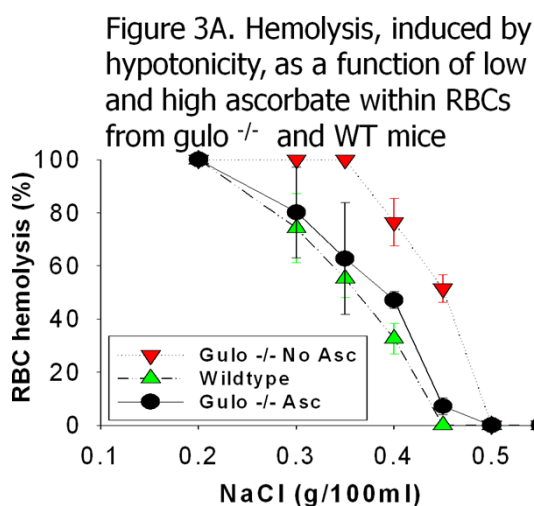 Figure 3A. Hemolysis, induced by
hypotonicity, as a function of low
and high ascorbate within RBCs
from gulo -/- and WT mice
RBC hemolysis (%)
100
80
60
40
20
0
Gulo -/- No Asc
Wildtype
Gulo -/- Asc
0.1 0.2 0.3 0.4 0.5
NaCl (g/100ml)